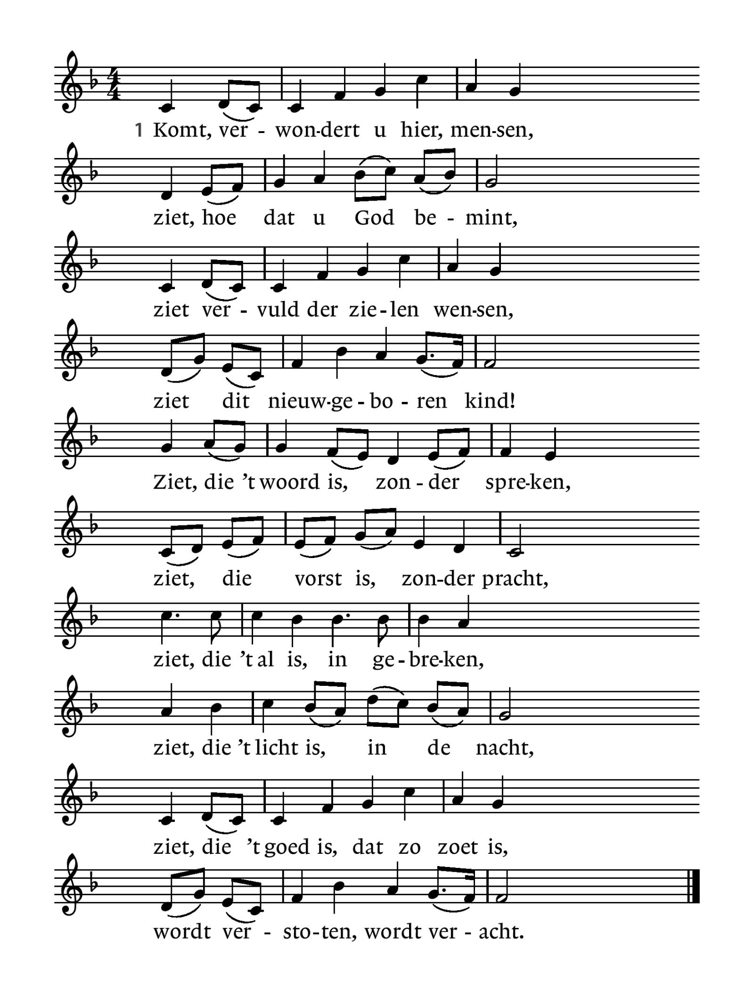 1 Komt, ver - won-dert u hier, men-sen,
ziet, hoe dat u God be - mint,
ziet ver - vuld der zie - len wen-sen,
ziet dit nieuw-ge - bo - ren kind!
Ziet, die ’t woord is, zon - der spre-ken,
ziet, die vorst is, zon-der pracht,
ziet, die ’t al is, in ge - bre-ken,
ziet, die ’t licht is, in de nacht,
ziet, die ’t goed is, dat zo zoet is,
wordt ver - sto-ten, wordt ver - acht.